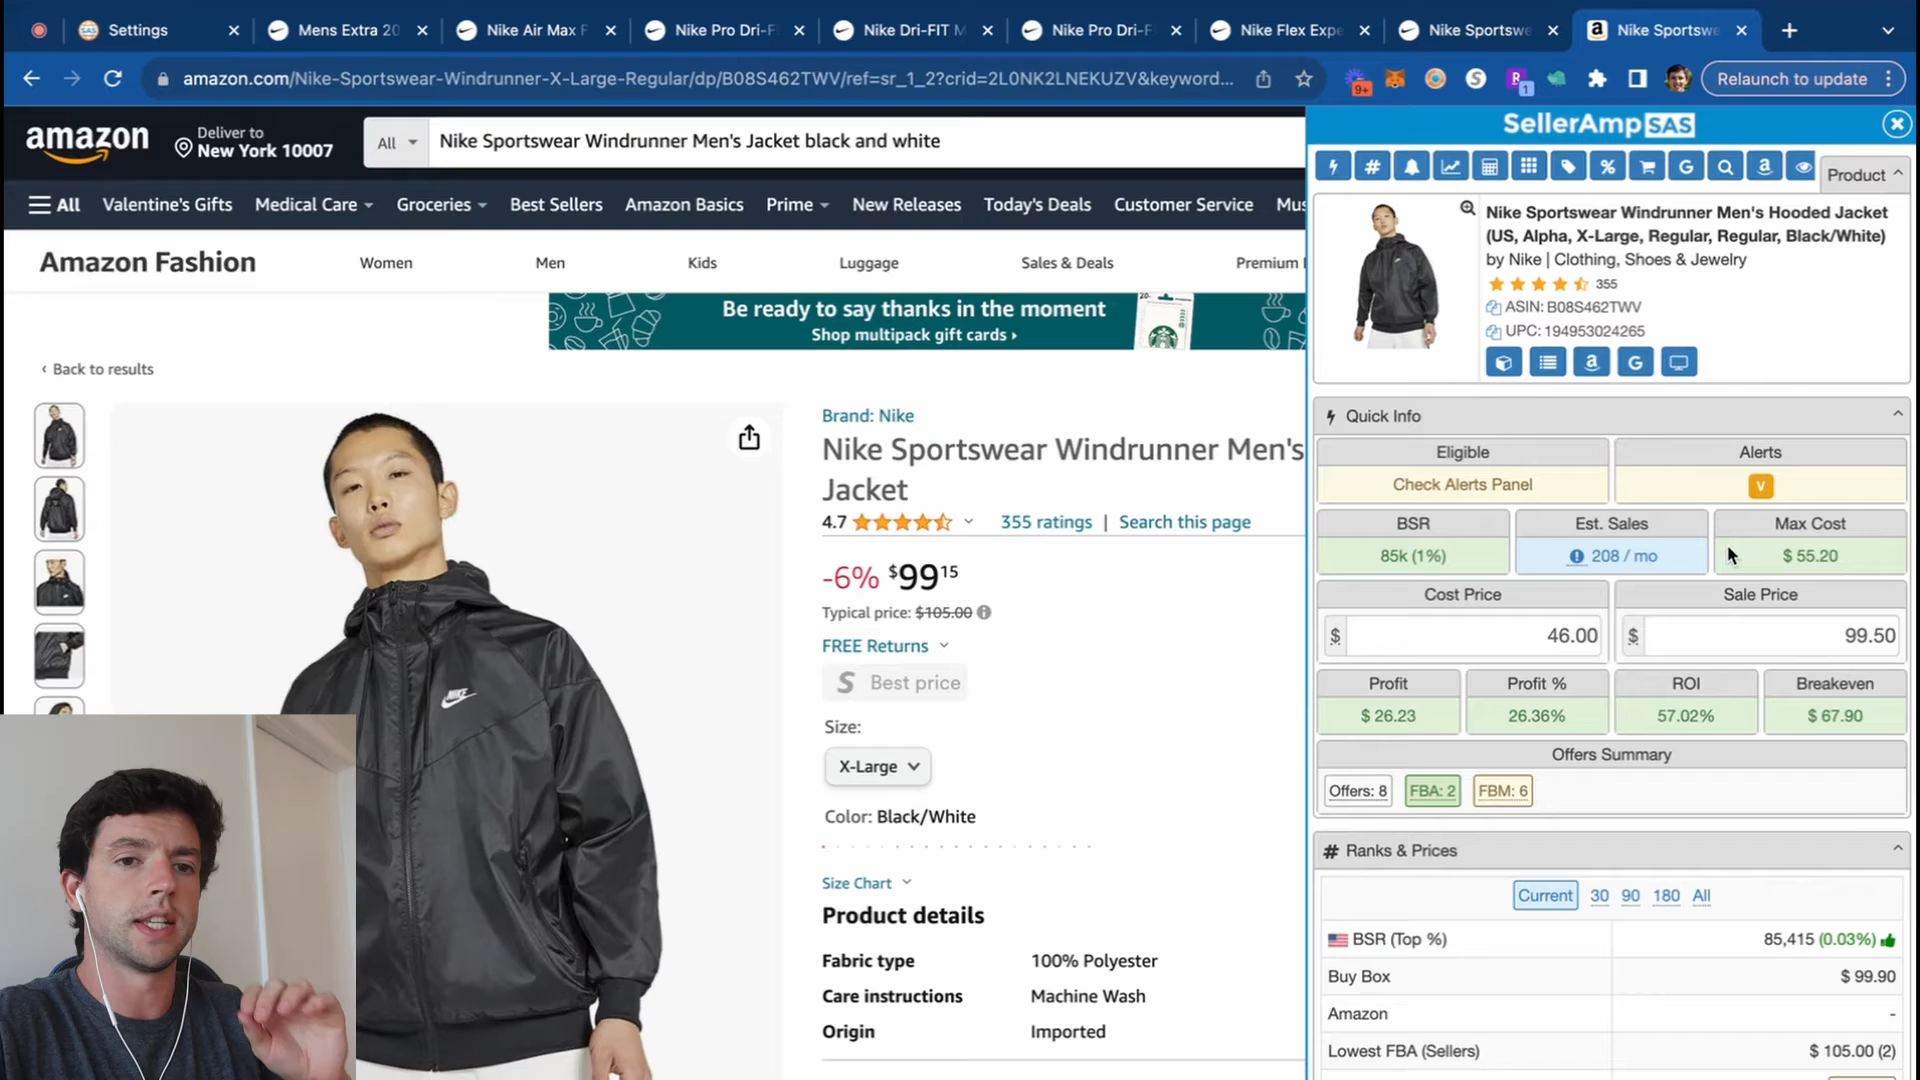 Settings
Mens Extra 20
Nike Air Max F
Nike Pro Dri-F
Nike Dri-FIT M
Nike Pro Dri-F
Nike Flex Expe
Nike Sportswe
Nike Sportswe
amazon.com/Nike-Sportswear-Windrunner-X-Large-Regular/dp/B08S462TWV/ref=sr_1_2?crid=2L0NK2LNEKUZV&keyword...
9+
1
Relaunch to update
amazon
Deliver to
New York 10007
All
Nike Sportswear Windrunner Men's Jacket black and white
All
Valentine's Gifts
Medical Care
Groceries
Best Sellers
Amazon Basics
Prime
New Releases
Today's Deals
Customer Service
Mus
Amazon Fashion
Women
Men
Kids
Luggage
Sales & Deals
Premium
Be ready to say thanks in the moment
Shop multipack gift cards ›
‹ Back to results
Brand: Nike
Nike Sportswear Windrunner Men's
Jacket
4.7
355 ratings | Search this page
-6% $99 15
Typical price: $105.00
FREE Returns
S Best price
Size:
X-Large
Color: Black/White
Size Chart
Product details
Fabric type 100% Polyester
Care instructions Machine Wash
Origin Imported
NIKE
SellerAmp SAS
Product
Nike Sportswear Windrunner Men's Hooded Jacket
(US, Alpha, X-Large, Regular, Regular, Black/White)
by Nike | Clothing, Shoes & Jewelry
355
ASIN: B08S462TWV
UPC: 194953024265
Quick Info
Eligible
Alerts
Check Alerts Panel
V
BSR
Est. Sales
Max Cost
85k (1%)
208 / mo
$ 55.20
Cost Price
Sale Price
$ 46.00
$ 99.50
Profit
Profit %
ROI
Breakeven
$ 26.23
26.36%
57.02%
$ 67.90
Offers Summary
Offers: 8
FBA: 2
FBM: 6
# Ranks & Prices
Current
30
90
180
All
BSR (Top %) 85,415 (0.03%)
Buy Box $ 99.90
Amazon -
Lowest FBA (Sellers) $ 105.00 (2)